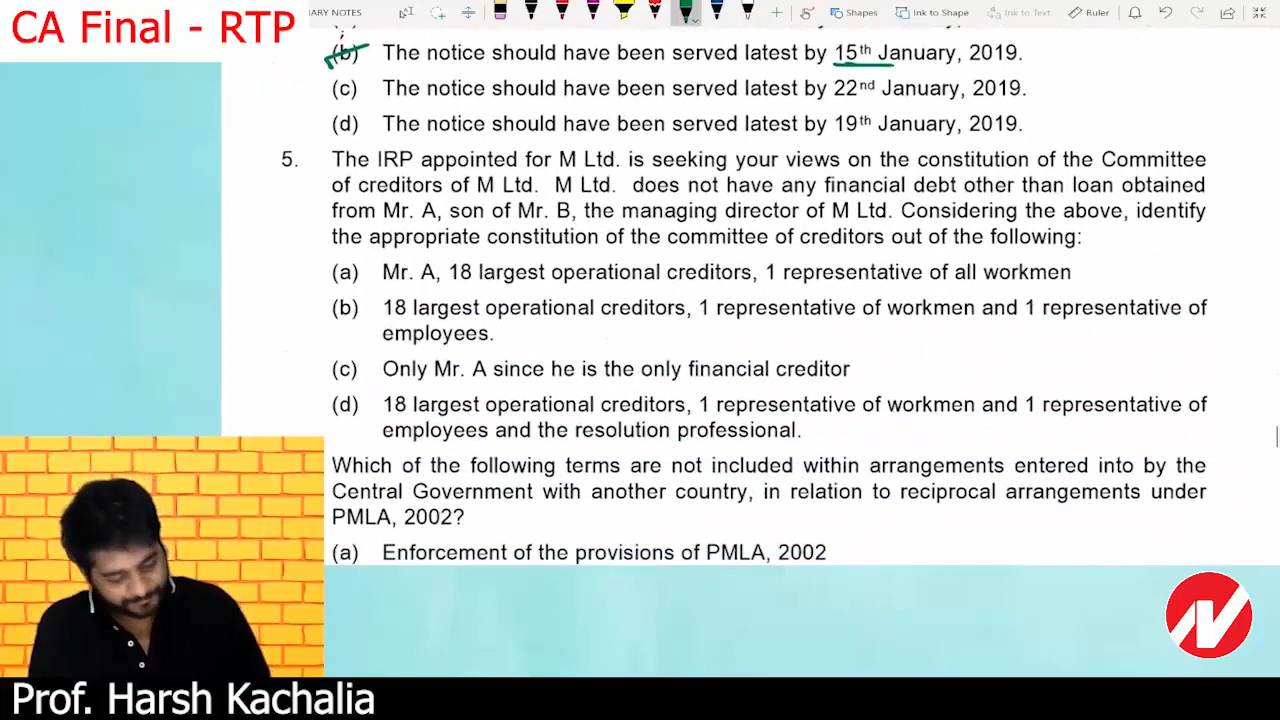 CA Final - RTP
ARY NOTES
Shapes
Ink to Shape
Ink to Text
Ruler
(b) The notice should have been served latest by 15th January, 2019.
(c) The notice should have been served latest by 22nd January, 2019.
(d) The notice should have been served latest by 19th January, 2019.
5. The IRP appointed for M Ltd. is seeking your views on the constitution of the Committee
of creditors of M Ltd. M Ltd. does not have any financial debt other than loan obtained
from Mr. A, son of Mr. B, the managing director of M Ltd. Considering the above, identify
the appropriate constitution of the committee of creditors out of the following:
(a) Mr. A, 18 largest operational creditors, 1 representative of all workmen
(b) 18 largest operational creditors, 1 representative of workmen and 1 representative of
employees.
(c) Only Mr. A since he is the only financial creditor
(d) 18 largest operational creditors, 1 representative of workmen and 1 representative of
employees and the resolution professional.
Which of the following terms are not included within arrangements entered into by the
Central Government with another country, in relation to reciprocal arrangements under
PMLA, 2002?
(a) Enforcement of the provisions of PMLA, 2002
Prof. Harsh Kachalia